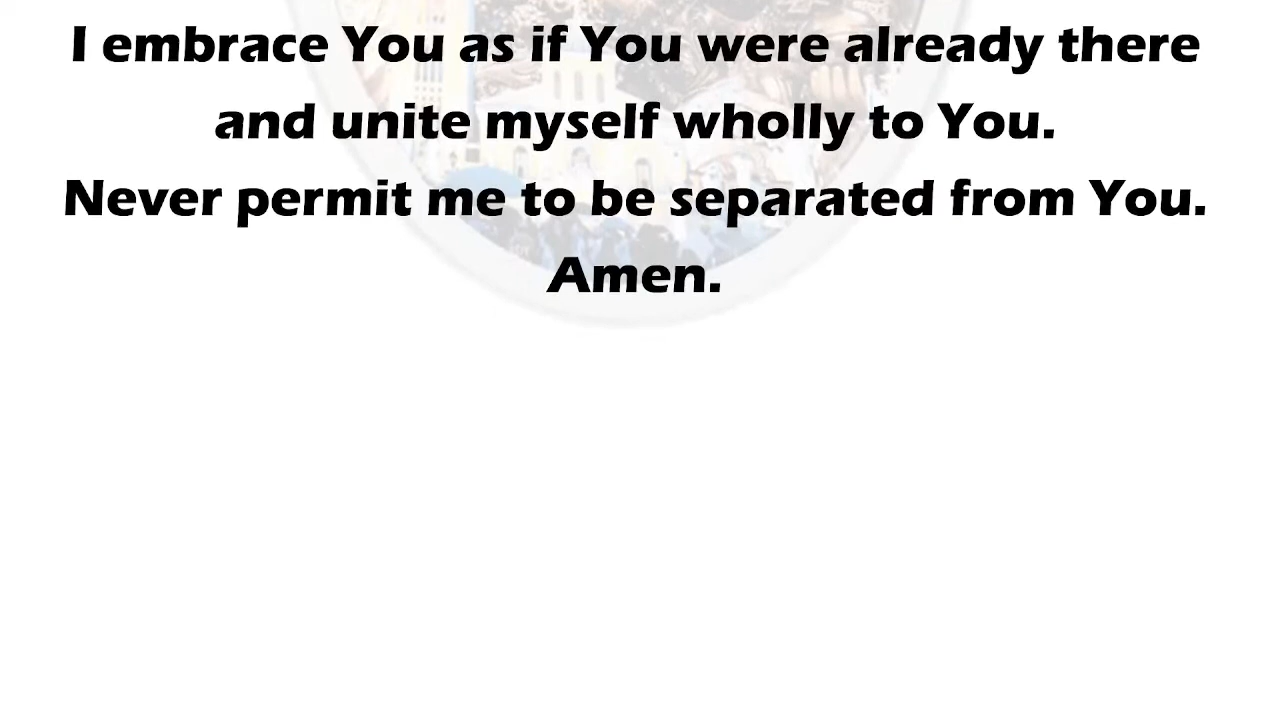 I embrace You as if You were already there
and unite myself wholly to You.
Never permit me to be separated from You.
Amen.